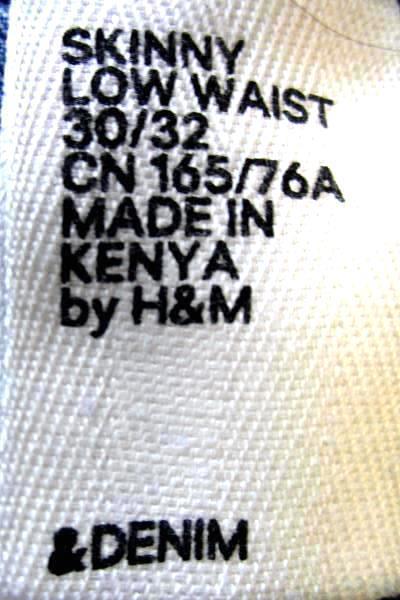 SKINNY
LOW WAIST
30/32
CN 165/76A
MADE IN
KENYA
by H&M
&DENIM